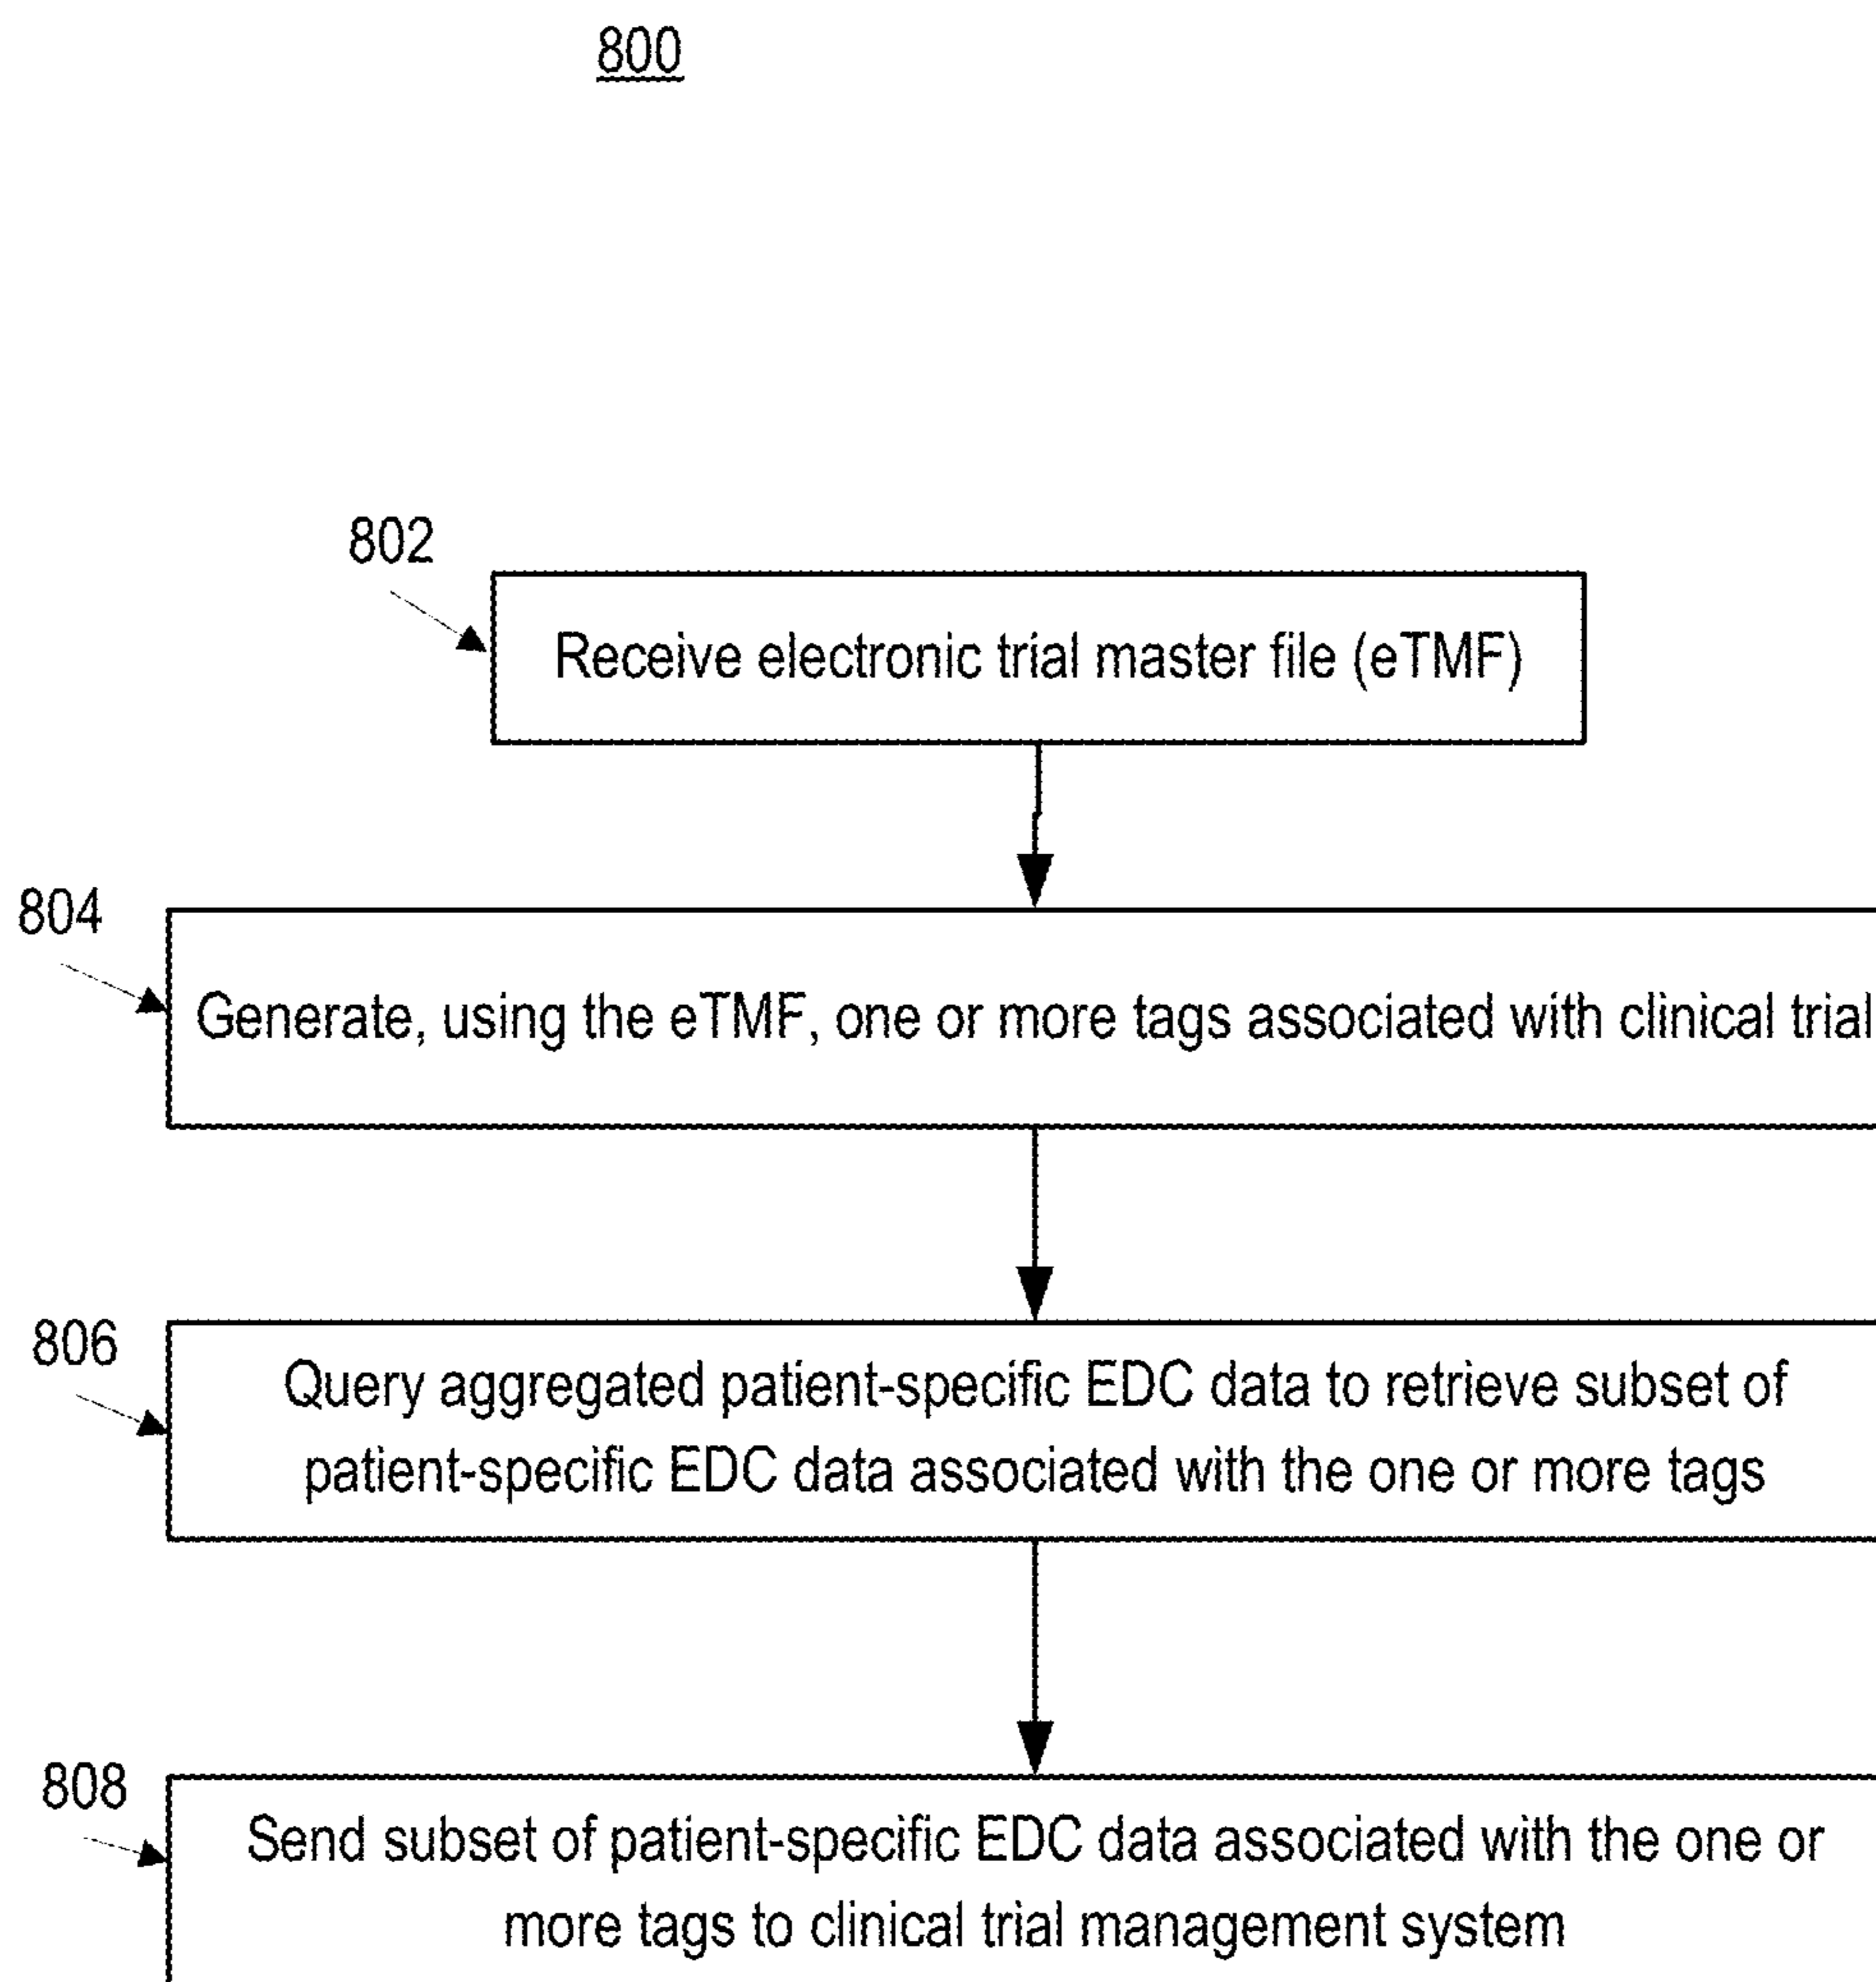 800
802
Receive electronic trial master file (eTMF)
804
Generate, using the eTMF, one or more tags associated with clinical trial
806
Query aggregated patient-specific EDC data to retrieve subset of
patient-specific EDC data associated with the one or more tags
808
Send subset of patient-specific EDC data associated with the one or
more tags to clinical trial management system